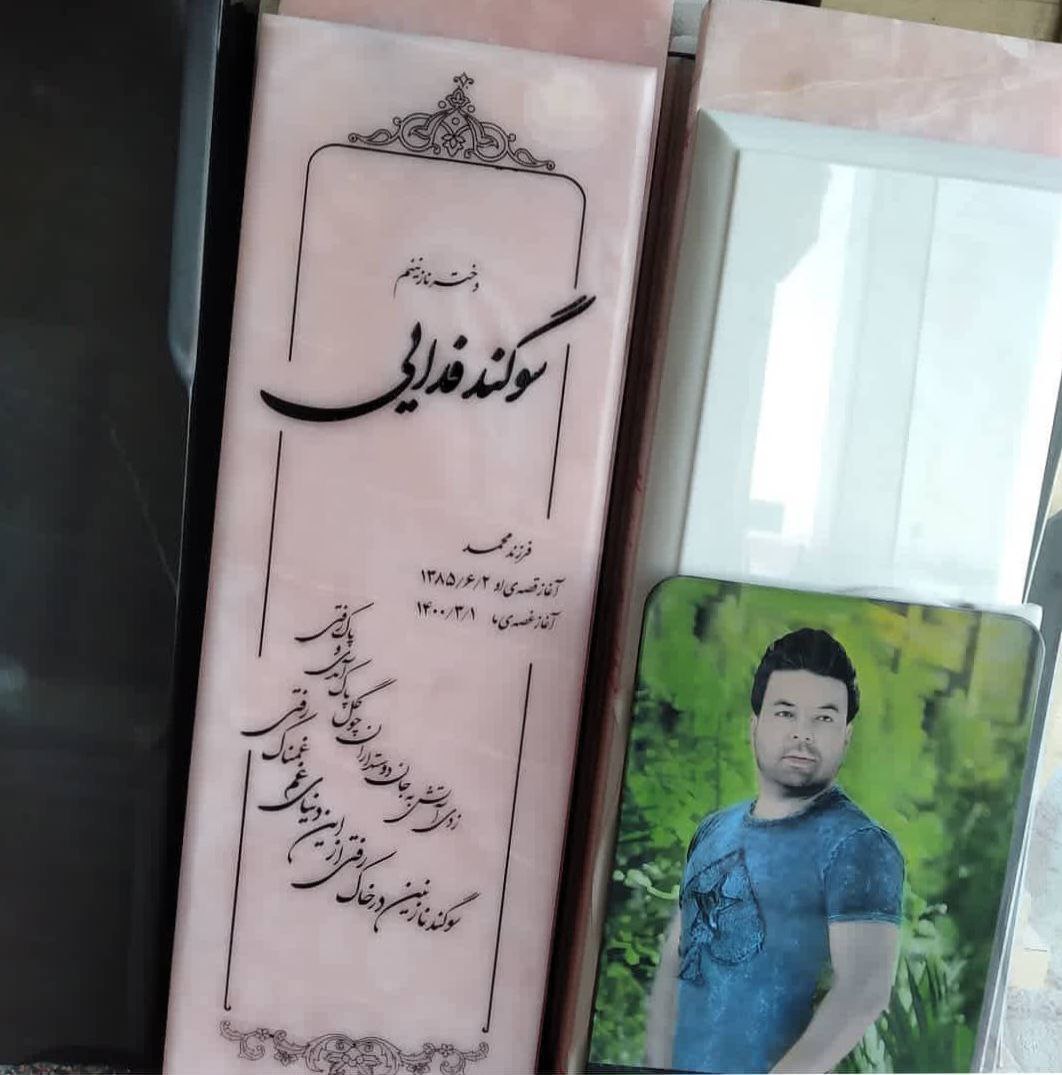 دختر نازنینم
سوگند فدایی
فرزند محمد
آغاز قصه‌ی او ۱۳۸۵/۶/۲
آغاز غصه‌ی ما ۱۴۰۰/۳/۱
چو گل پاک آمدی و پاک رفتی
زدی آتش به جان دوستداران
از این دنیای غم غمناک رفتی
سوگند نازنین در خاک رفتی